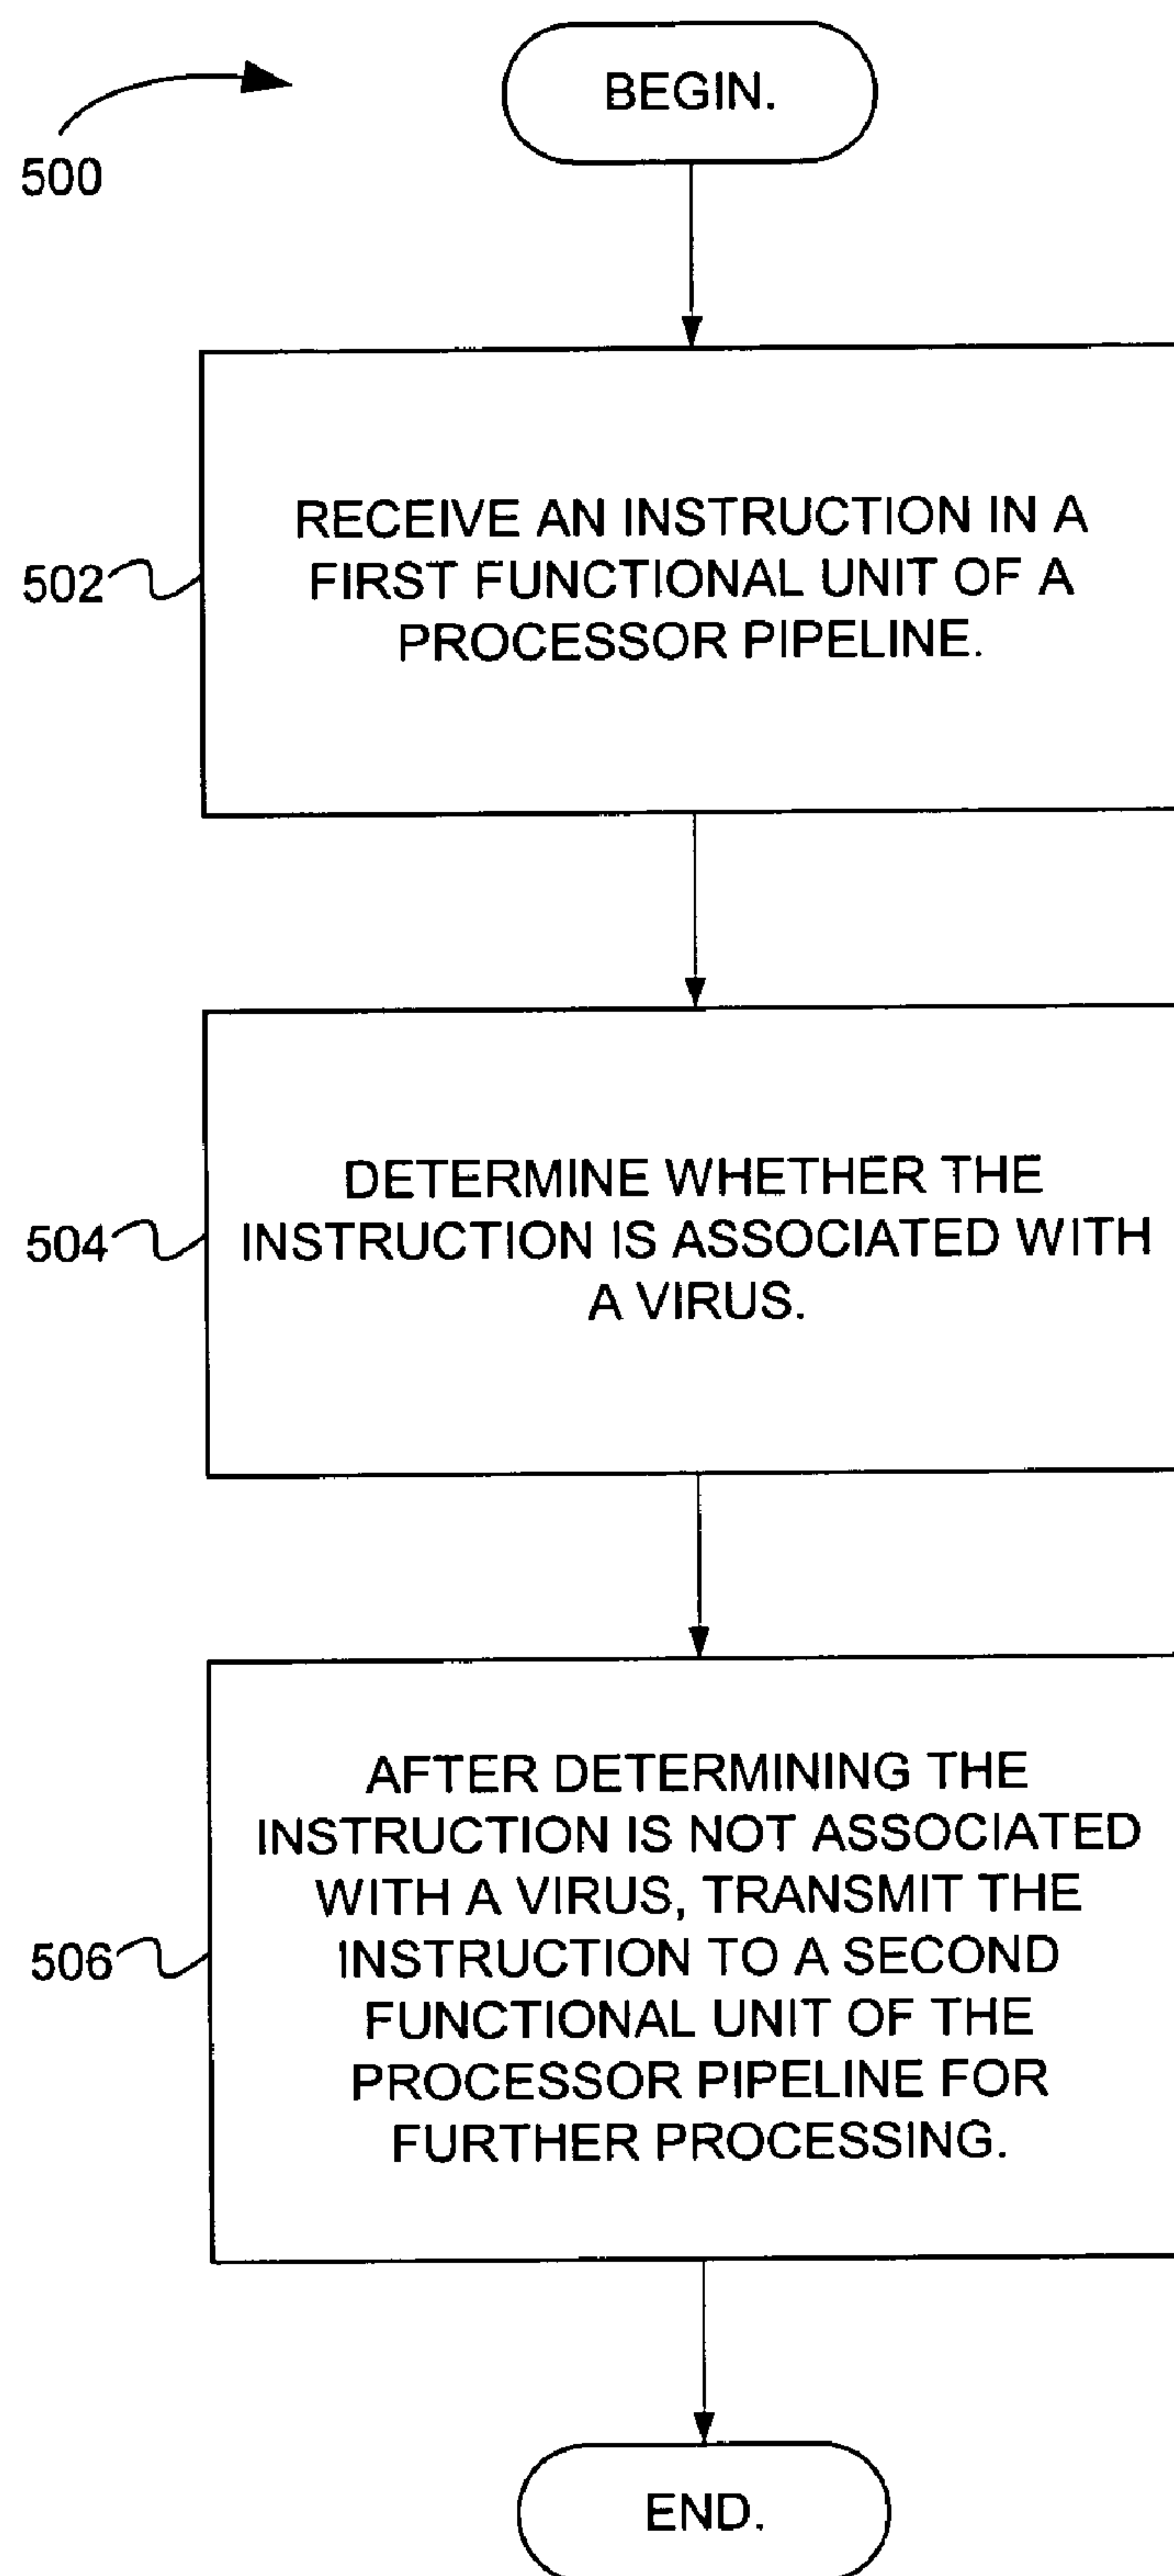 BEGIN.
500
RECEIVE AN INSTRUCTION IN A
FIRST FUNCTIONAL UNIT OF A
PROCESSOR PIPELINE.
502
DETERMINE WHETHER THE
INSTRUCTION IS ASSOCIATED WITH
A VIRUS.
504
AFTER DETERMINING THE
INSTRUCTION IS NOT ASSOCIATED
WITH A VIRUS, TRANSMIT THE
INSTRUCTION TO A SECOND
FUNCTIONAL UNIT OF THE
PROCESSOR PIPELINE FOR
FURTHER PROCESSING.
506
END.